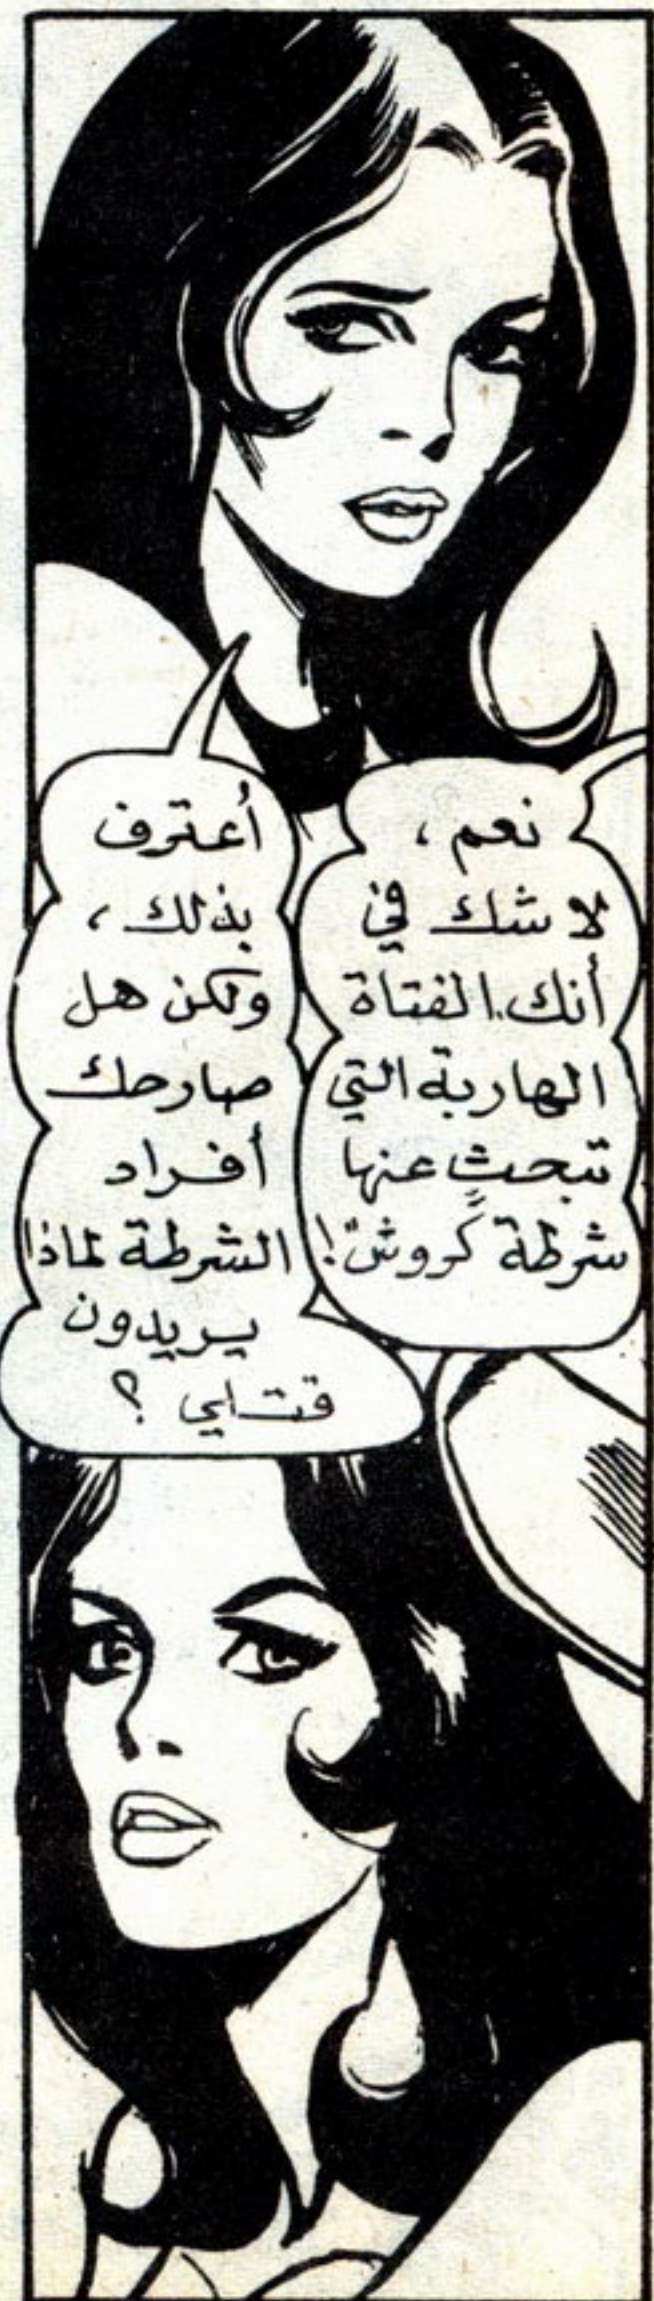 نعم ،
لا شك في
أنك الفتاة
الهاربة التي
تبحث عنها
شرطة كروش !
أعترف
بذلك ،
ولكن هل
صارحك
أفراد
الشرطة لماذا
يريدون
قتلي ؟